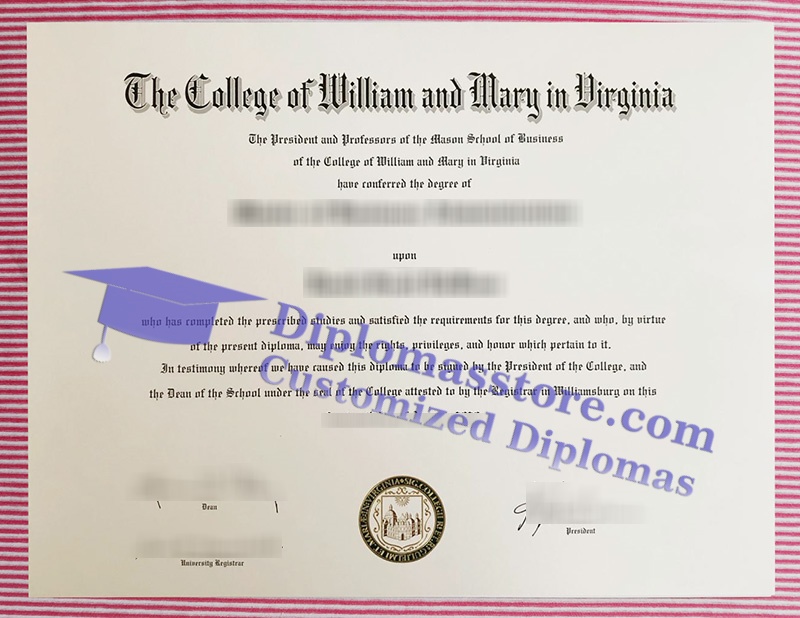 The College of William and Mary in Virginia
The President and Professors of the Mason School of Business
of the College of William and Mary in Virginia
have conferred the degree of
upon
who has completed the prescribed studies and satisfied the requirements for this degree, and who, by virtue
of the present diploma, may enjoy the rights, privileges, and honor which pertain to it.
In testimony whereof we have caused this diploma to be signed by the President of the College, and
the Dean of the School under the seal of the College attested to by the Registrar in Williamsburg on this
Diplomasstore.com
Customized Diplomas
Dean
President
University Registrar